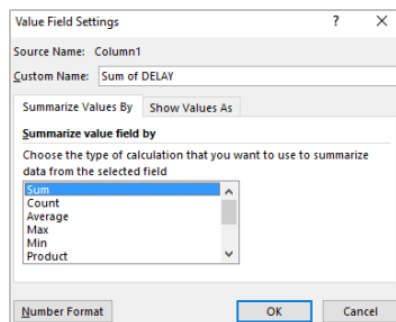 Value Field Settings ? ×
Source Name: Column1
Custom Name: Sum of DELAY
Summarize Values By Show Values As
Summarize value field by
Choose the type of calculation that you want to use to summarize
data from the selected field
Sum
Count
Average
Max
Min
Product
Number Format OK Cancel